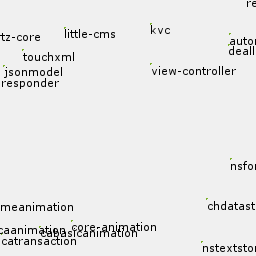 re
kvc
little-cms
rtz-core
autor
deall
touchxml
view-controller
jsonmodel
responder
nsfor
chdatast
meanimation
core-animation
caanimation
cabasicanimation
catransaction
nstextstor